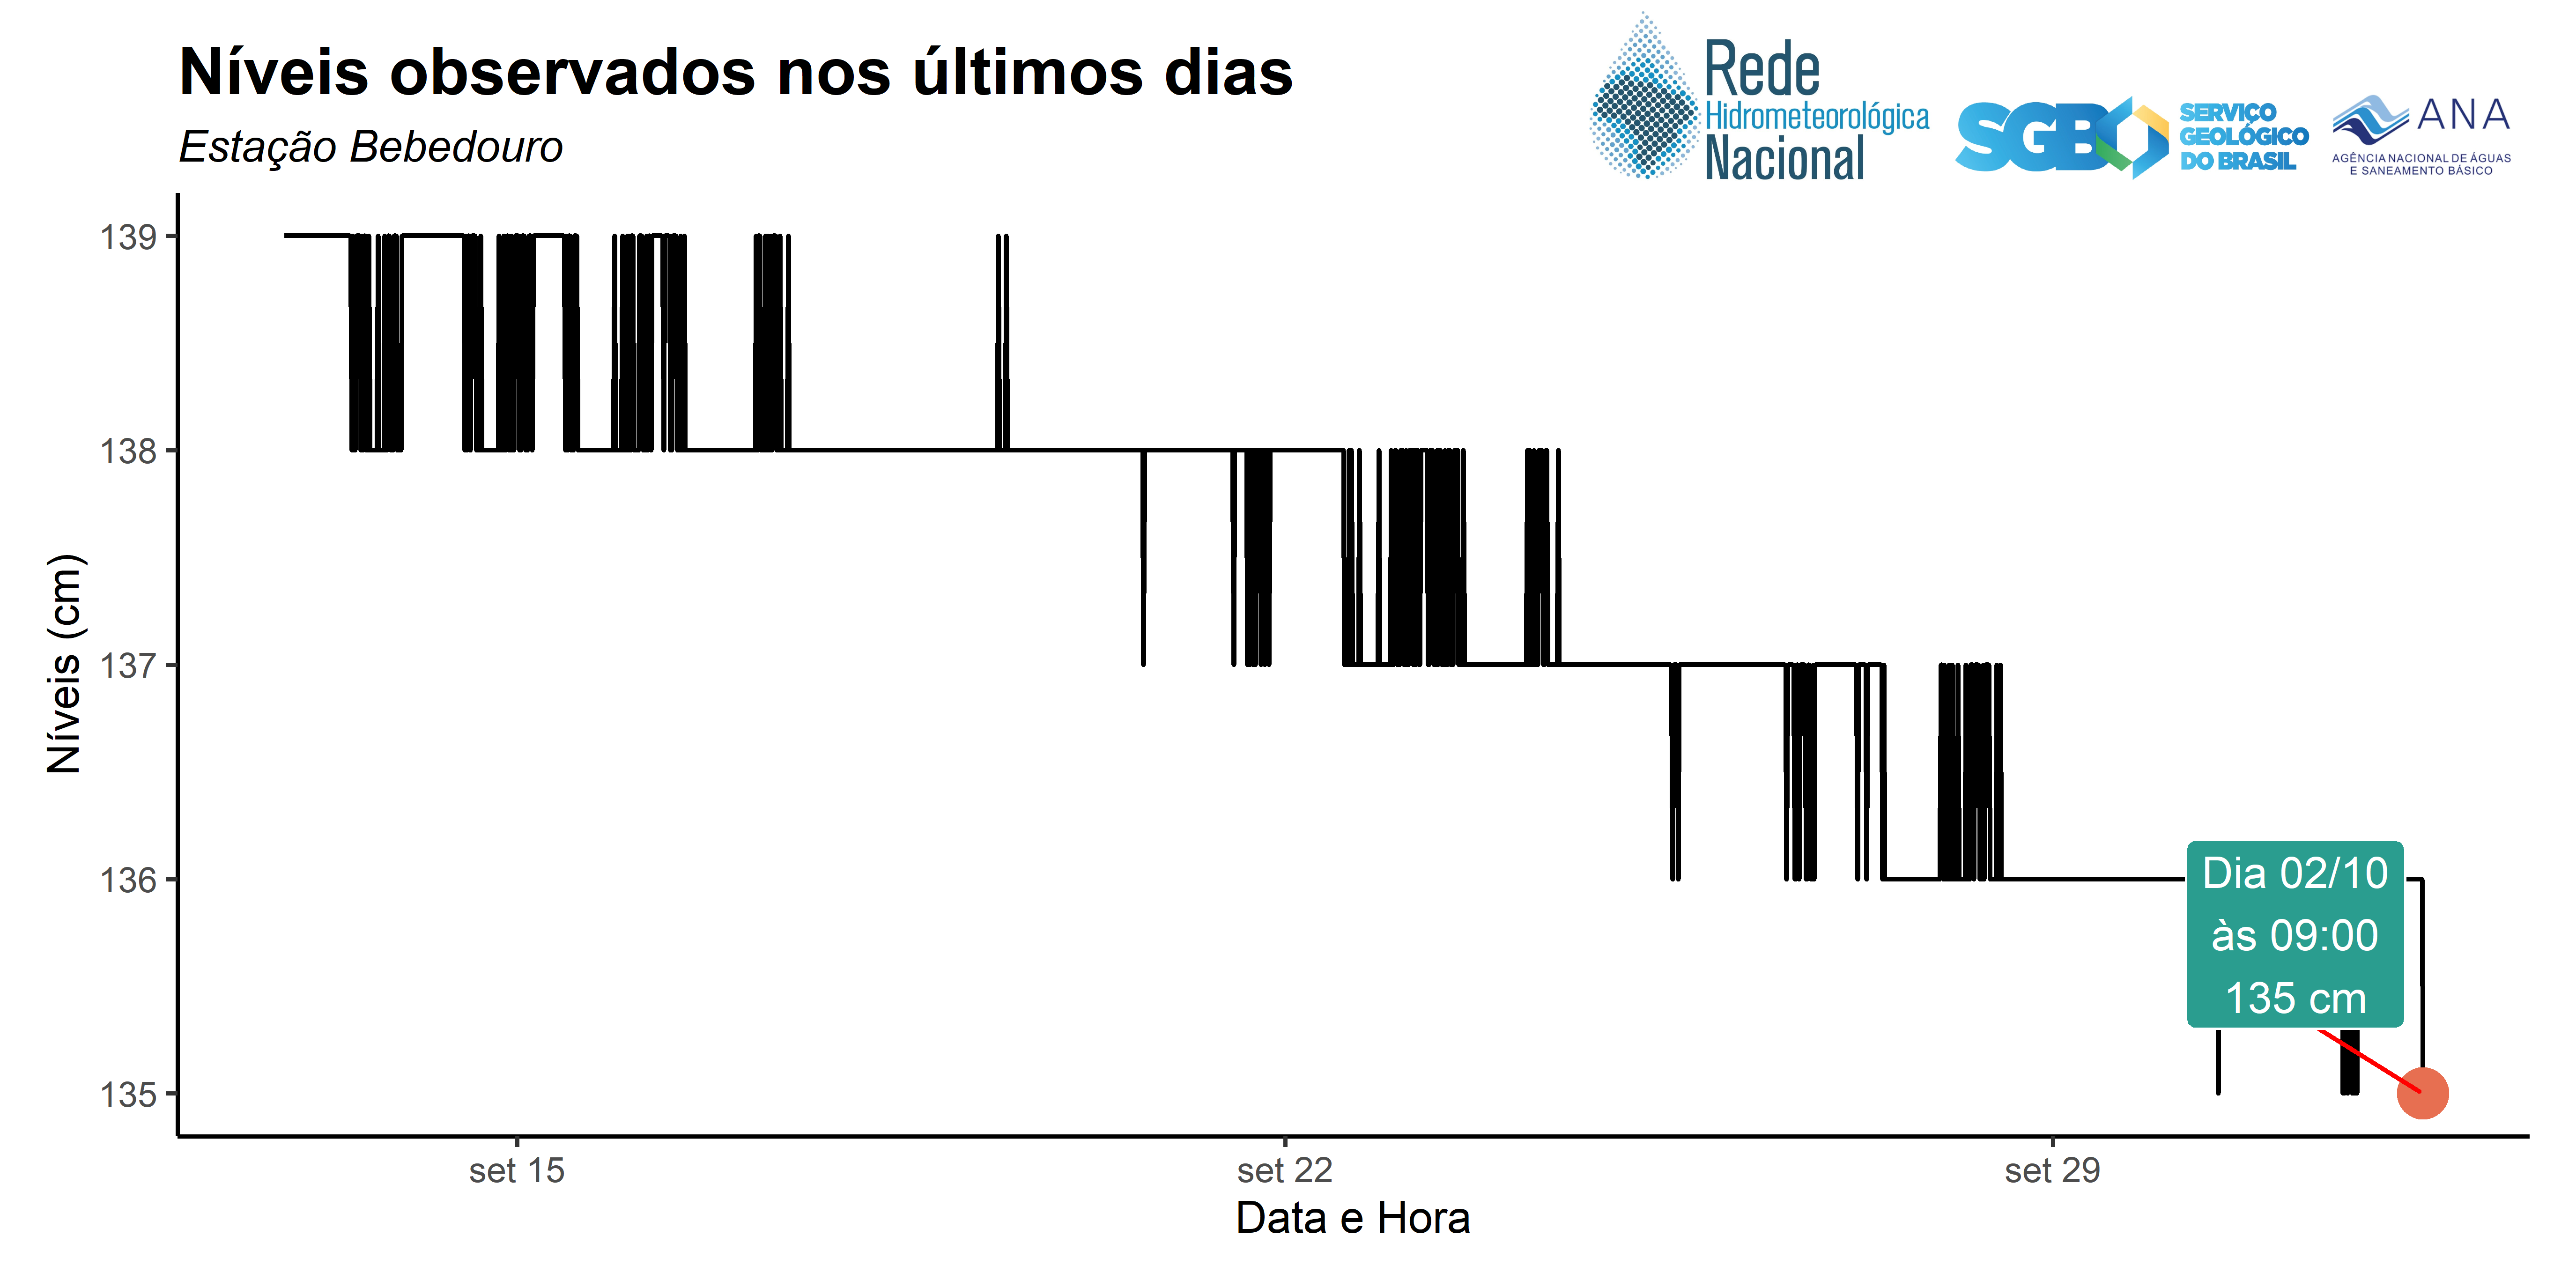 Níveis observados nos últimos dias
Estação Bebedouro
Rede
Hidrometeorológica
Nacional
SGB
SERVIÇO
GEOLÓGICO
DO BRASIL
ANA
AGÊNCIA NACIONAL DE ÁGUAS
E SANEAMENTO BÁSICO
Níveis (cm)
139
138
137
136
135
Dia 02/10
às 09:00
135 cm
set 15
set 22
set 29
Data e Hora